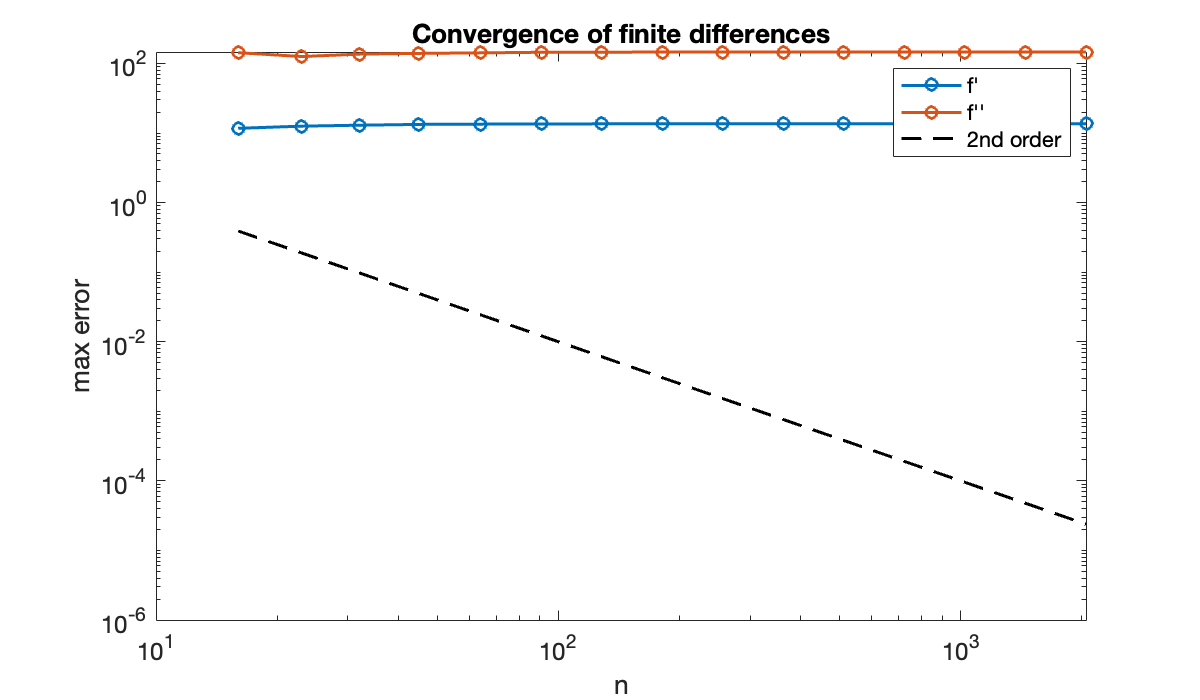 Convergence of finite differences
10^2
10^0
10^-2
10^-4
10^-6
max error
f'
f''
2nd order
10^1
10^2
10^3
n